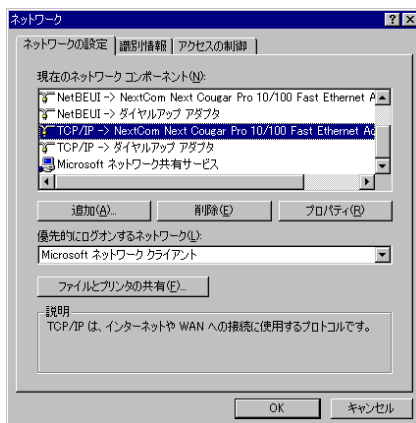 ネットワーク
ネットワークの設定 識別情報 アクセスの制御
現在のネットワーク コンポーネント(N):
NetBEUI -> NextCom Next Cougar Pro 10/100 Fast Ethernet A
NetBEUI -> ダイヤルアップ アダプタ
TCP/IP -> NextCom Next Cougar Pro 10/100 Fast Ethernet Ad
TCP/IP -> ダイヤルアップ アダプタ
Microsoft ネットワーク共有サービス
追加(A)... 削除(E) プロパティ(R)
優先的にログオンするネットワーク(L):
Microsoft ネットワーク クライアント
ファイルとプリンタの共有(F)...
説明
TCP/IP は、インターネットや WAN への接続に使用するプロトコルです。
OK キャンセル